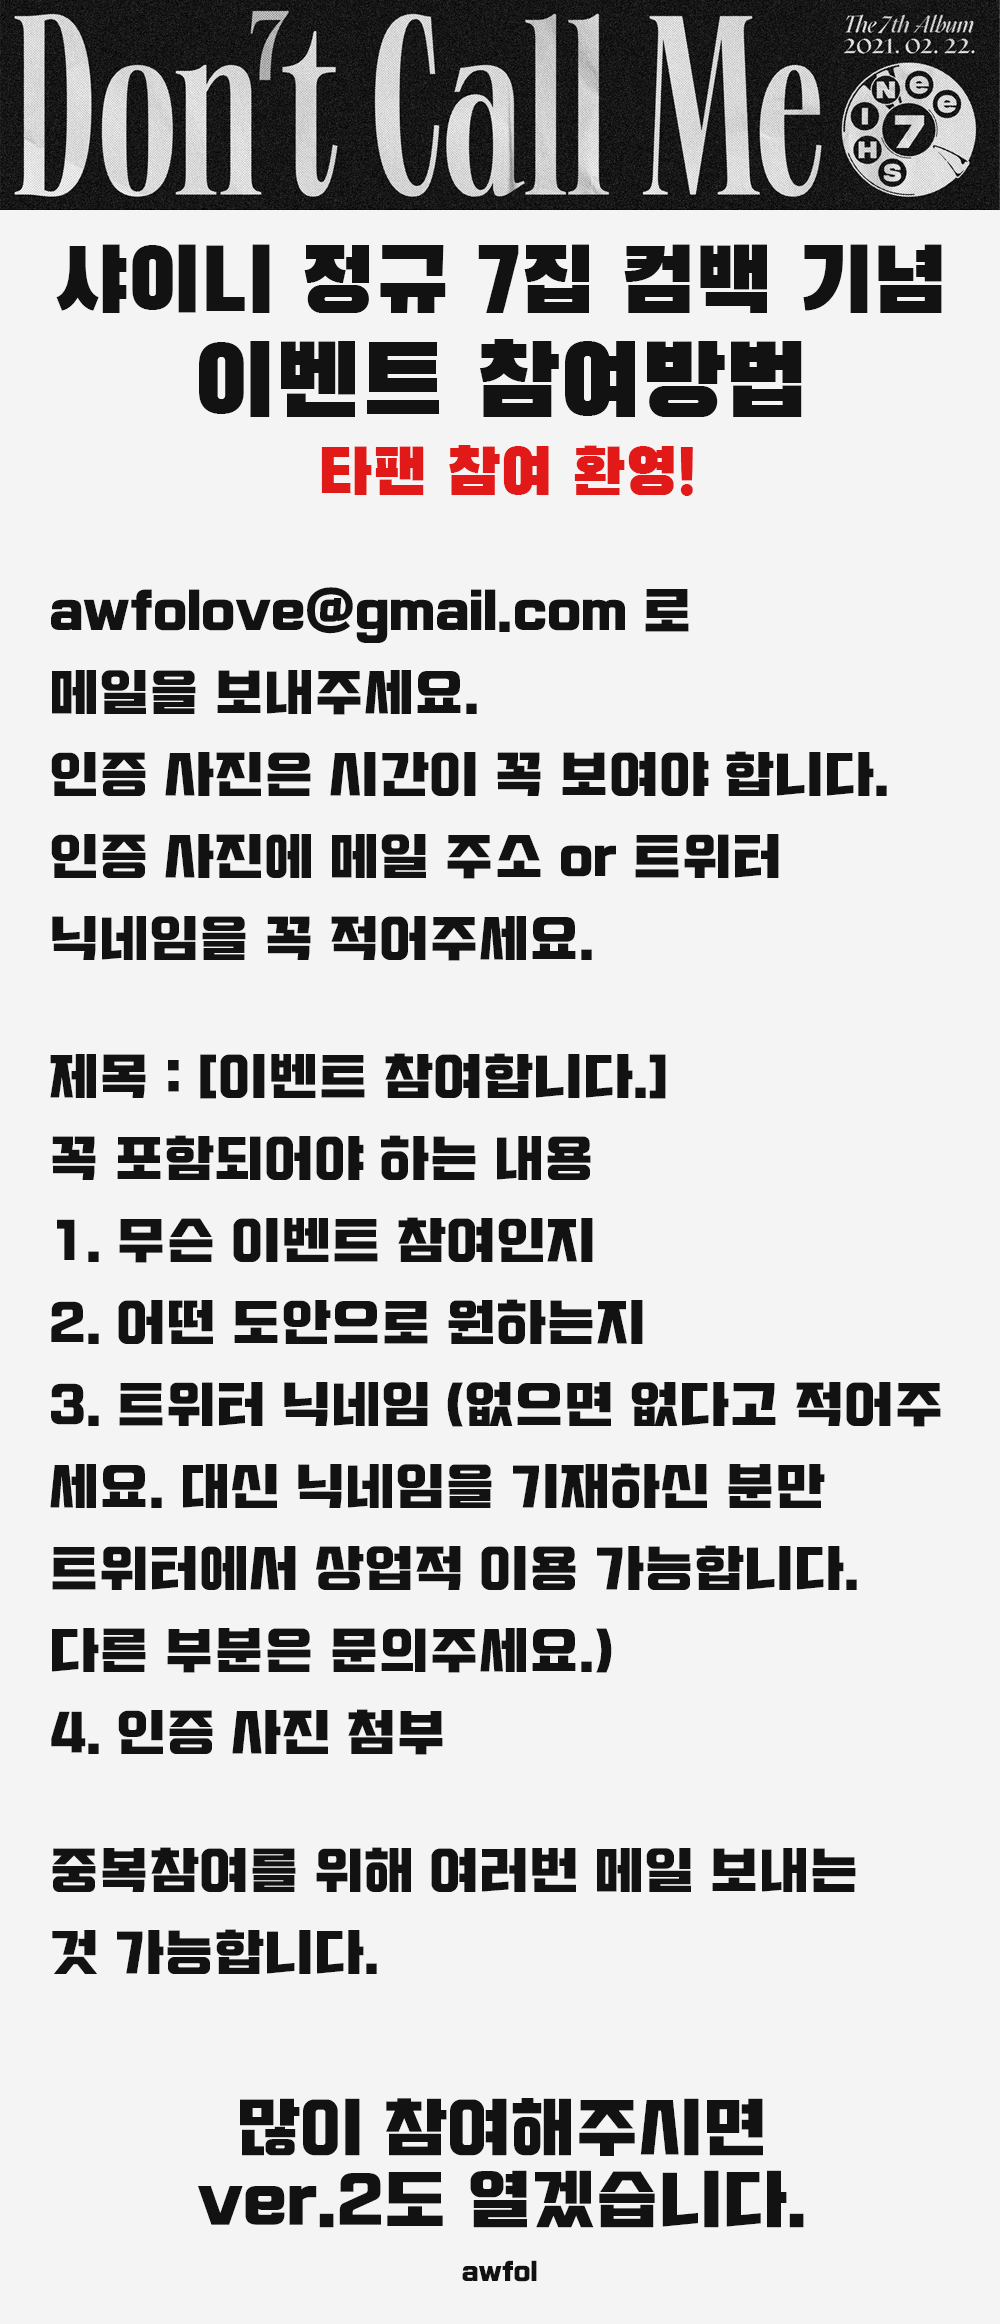 Don't Call Me
7
The 7th Album
2021. 02. 22.
SHINee
7
샤이니 정규 7집 컴백 기념
이벤트 참여방법
타팬 참여 환영!
awfolove@gmail.com 로
메일을 보내주세요.
인증 사진은 시간이 꼭 보여야 합니다.
인증 사진에 메일 주소 or 트위터
닉네임을 꼭 적어주세요.
제목 : [이벤트 참여합니다.]
꼭 포함되어야 하는 내용
1. 무슨 이벤트 참여인지
2. 어떤 도안으로 원하는지
3. 트위터 닉네임 (없으면 없다고 적어주
세요. 대신 닉네임을 기재하신 분만
트위터에서 상업적 이용 가능합니다.
다른 부분은 문의주세요.)
4. 인증 사진 첨부
중복참여를 위해 여러번 메일 보내는
것 가능합니다.
많이 참여해주시면
ver.2도 열겠습니다.
awfol